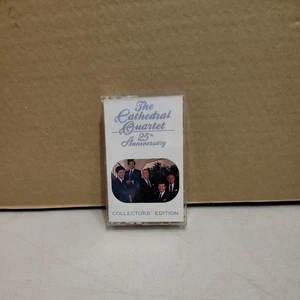 The
Cathedral
Quartet
25th
Anniversary
COLLECTORS' EDITION